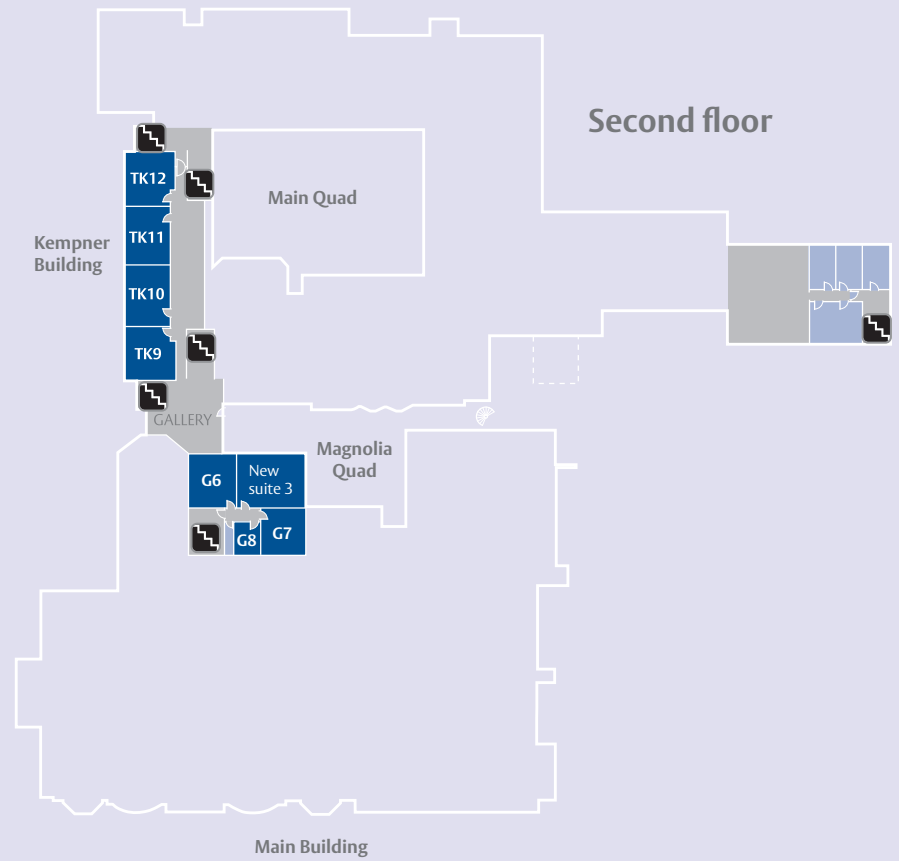 Second floor
TK12
Main Quad
TK11
Kempner
Building
TK10
TK9
GALLERY
Magnolia
Quad
G6
New
suite 3
G8
G7
Main Building